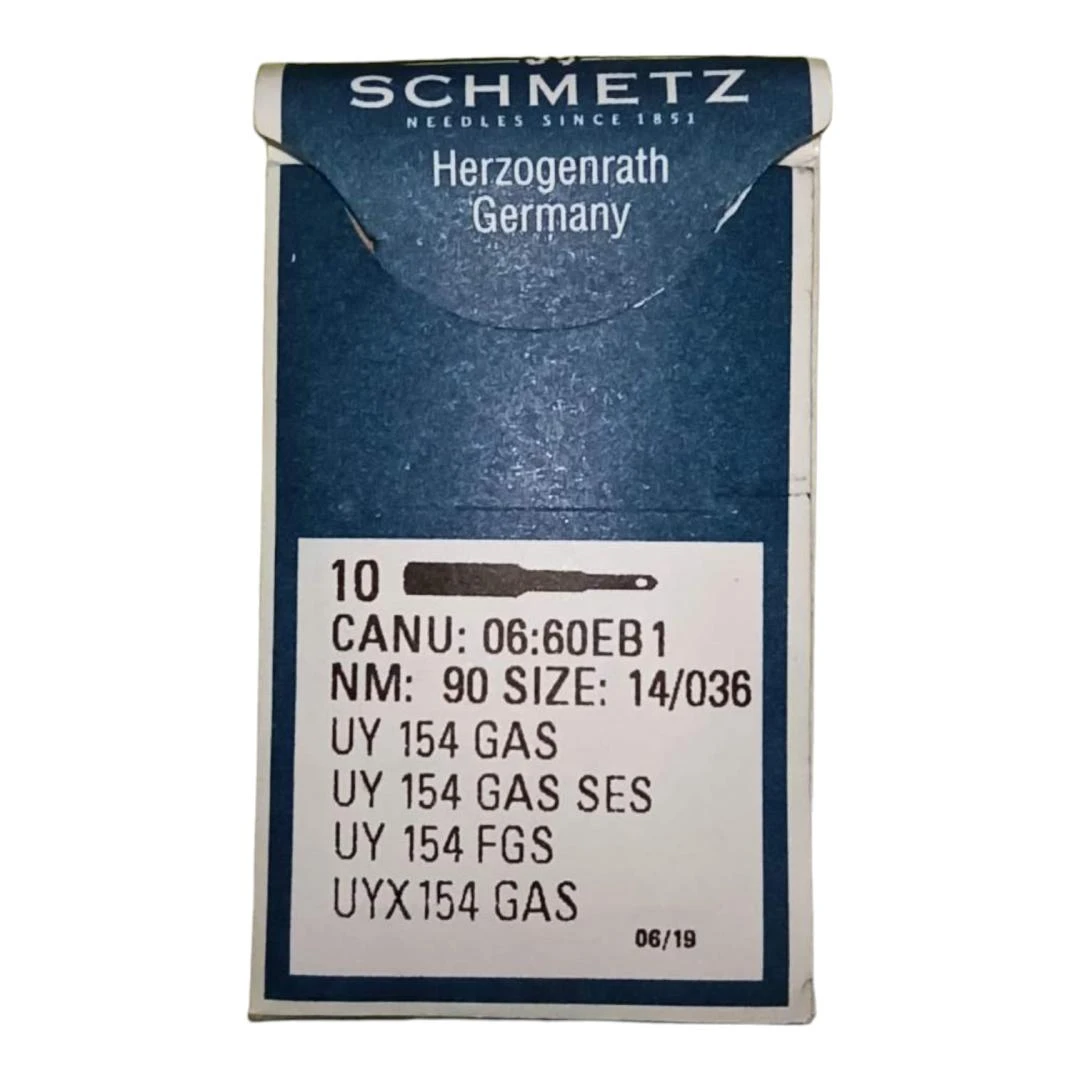 SCHMETZ
NEEDLES SINCE 1851
Herzogenrath
Germany
10
CANU: 06:60EB1
NM: 90 SIZE: 14/036
UY 154 GAS
UY 154 GAS SES
UY 154 FGS
UYX154 GAS
06/19